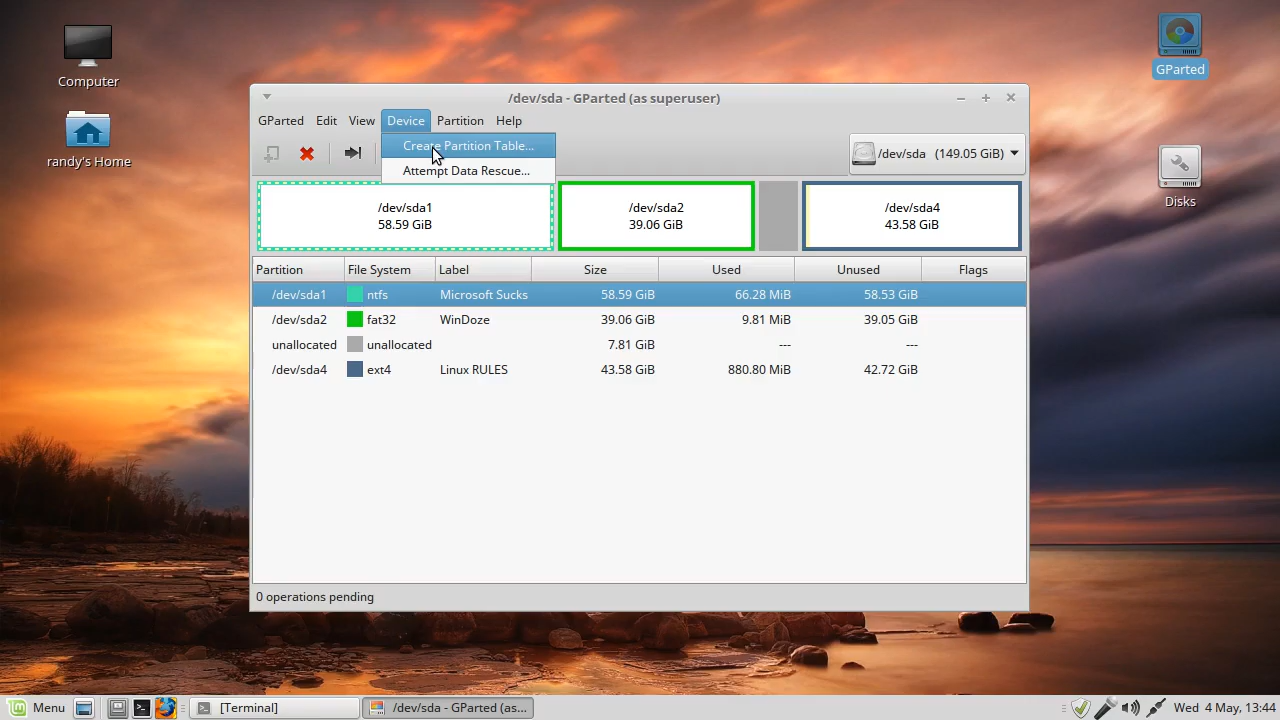 Computer
randy's Home
GParted
Disks
/dev/sda - GParted (as superuser)
GParted Edit View Device Partition Help
Create Partition Table...
Attempt Data Rescue...
/dev/sda (149.05 GiB)
/dev/sda1
58.59 GiB
/dev/sda2
39.06 GiB
/dev/sda4
43.58 GiB
Partition File System Label Size Used Unused Flags
/dev/sda1 ntfs Microsoft Sucks 58.59 GiB 66.28 MiB 58.53 GiB
/dev/sda2 fat32 WinDoze 39.06 GiB 9.81 MiB 39.05 GiB
unallocated unallocated 7.81 GiB --- ---
/dev/sda4 ext4 Linux RULES 43.58 GiB 880.80 MiB 42.72 GiB
0 operations pending
Menu [Terminal] /dev/sda - GParted (as... Wed 4 May, 13:44